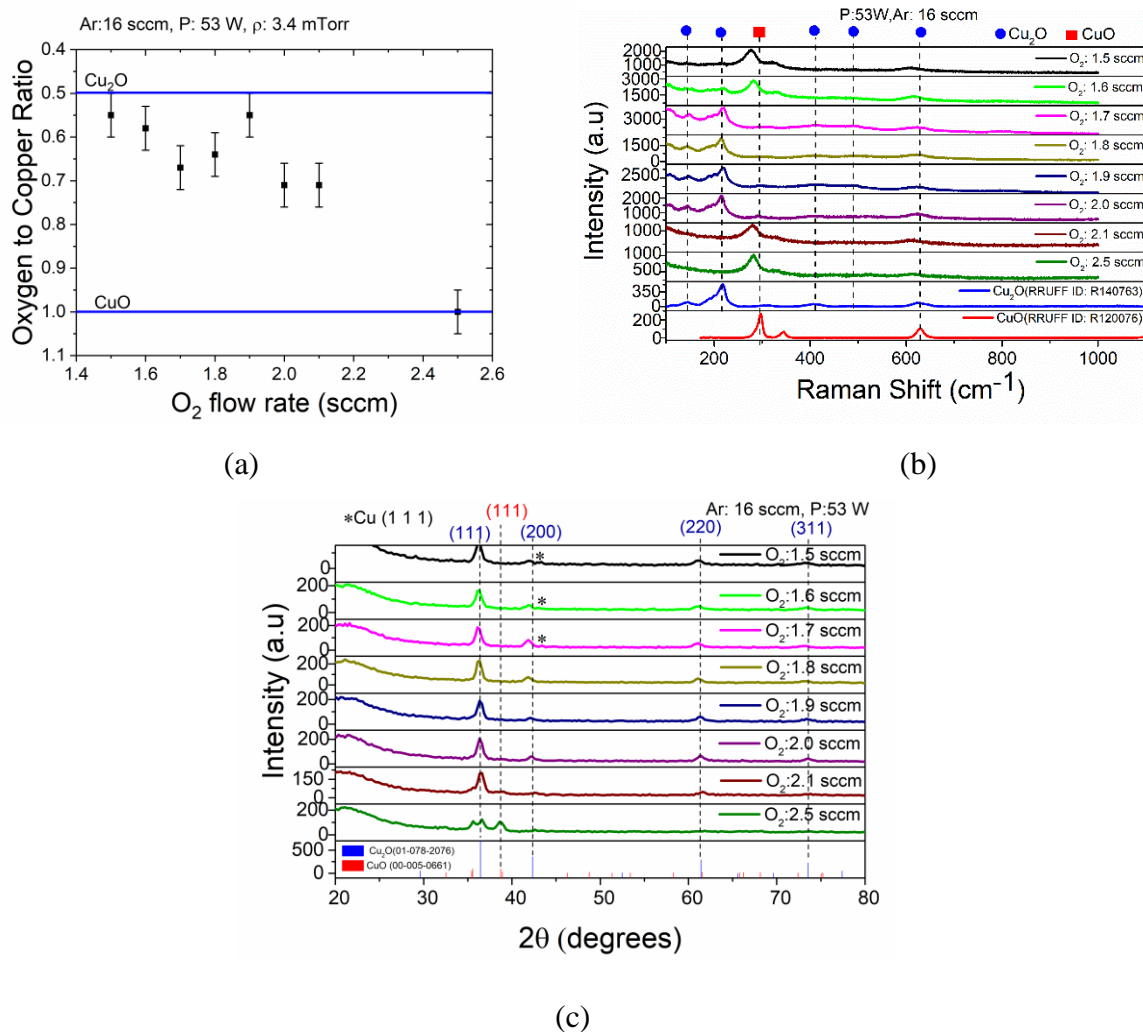 Ar:16 sccm, P: 53 W, ρ: 3.4 mTorr
0.4
Cu₂O
0.5
0.6
0.7
0.8
0.9
CuO
1.0
1.1
1.4 1.6 1.8 2.0 2.2 2.4 2.6
Oxygen to Copper Ratio
O₂ flow rate (sccm)
(a)
P:53W,Ar: 16 sccm
Cu₂O CuO
2000
1000
O₂: 1.5 sccm
3000
1500
O₂: 1.6 sccm
3000
O₂: 1.7 sccm
1500
0
O₂: 1.8 sccm
2500
O₂: 1.9 sccm
2000
1000
O₂: 2.0 sccm
1000
O₂: 2.1 sccm
1000
500
O₂: 2.5 sccm
350
0
Cu₂O(RRUFF ID: R140763)
200
0
CuO(RRUFF ID: R120076)
200 400 600 800 1000
Intensity (a.u)
Raman Shift (cm⁻¹)
(b)
Ar: 16 sccm, P:53 W
*Cu (1 1 1) (111)
(111) (200) (220) (311)
0
* O₂:1.5 sccm
200
0
* O₂:1.6 sccm
200
0
* O₂:1.7 sccm
200
0
O₂:1.8 sccm
200
0
O₂:1.9 sccm
200
0
O₂:2.0 sccm
150
0
O₂:2.1 sccm
200
0
O₂:2.5 sccm
500
0
Cu₂O(01-078-2076)
CuO (00-005-0661)
20 30 40 50 60 70 80
Intensity (a.u)
2θ (degrees)
(c)